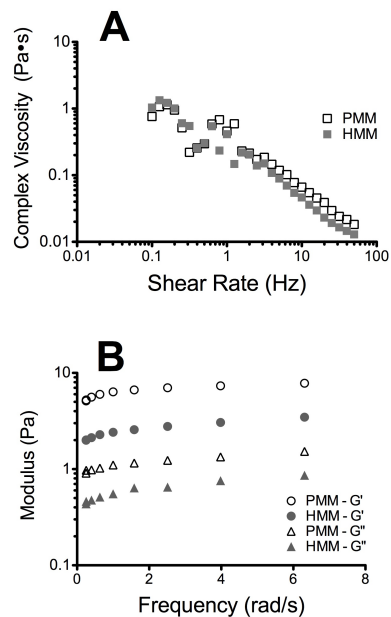 A
Complex Viscosity (Pa•s)
10
1
0.1
0.01
PMM
HMM
0.01 0.1 1 10 100
Shear Rate (Hz)
B
Modulus (Pa)
10
1
0.1
PMM - G'
HMM - G'
PMM - G"
HMM - G"
0 2 4 6 8
Frequency (rad/s)